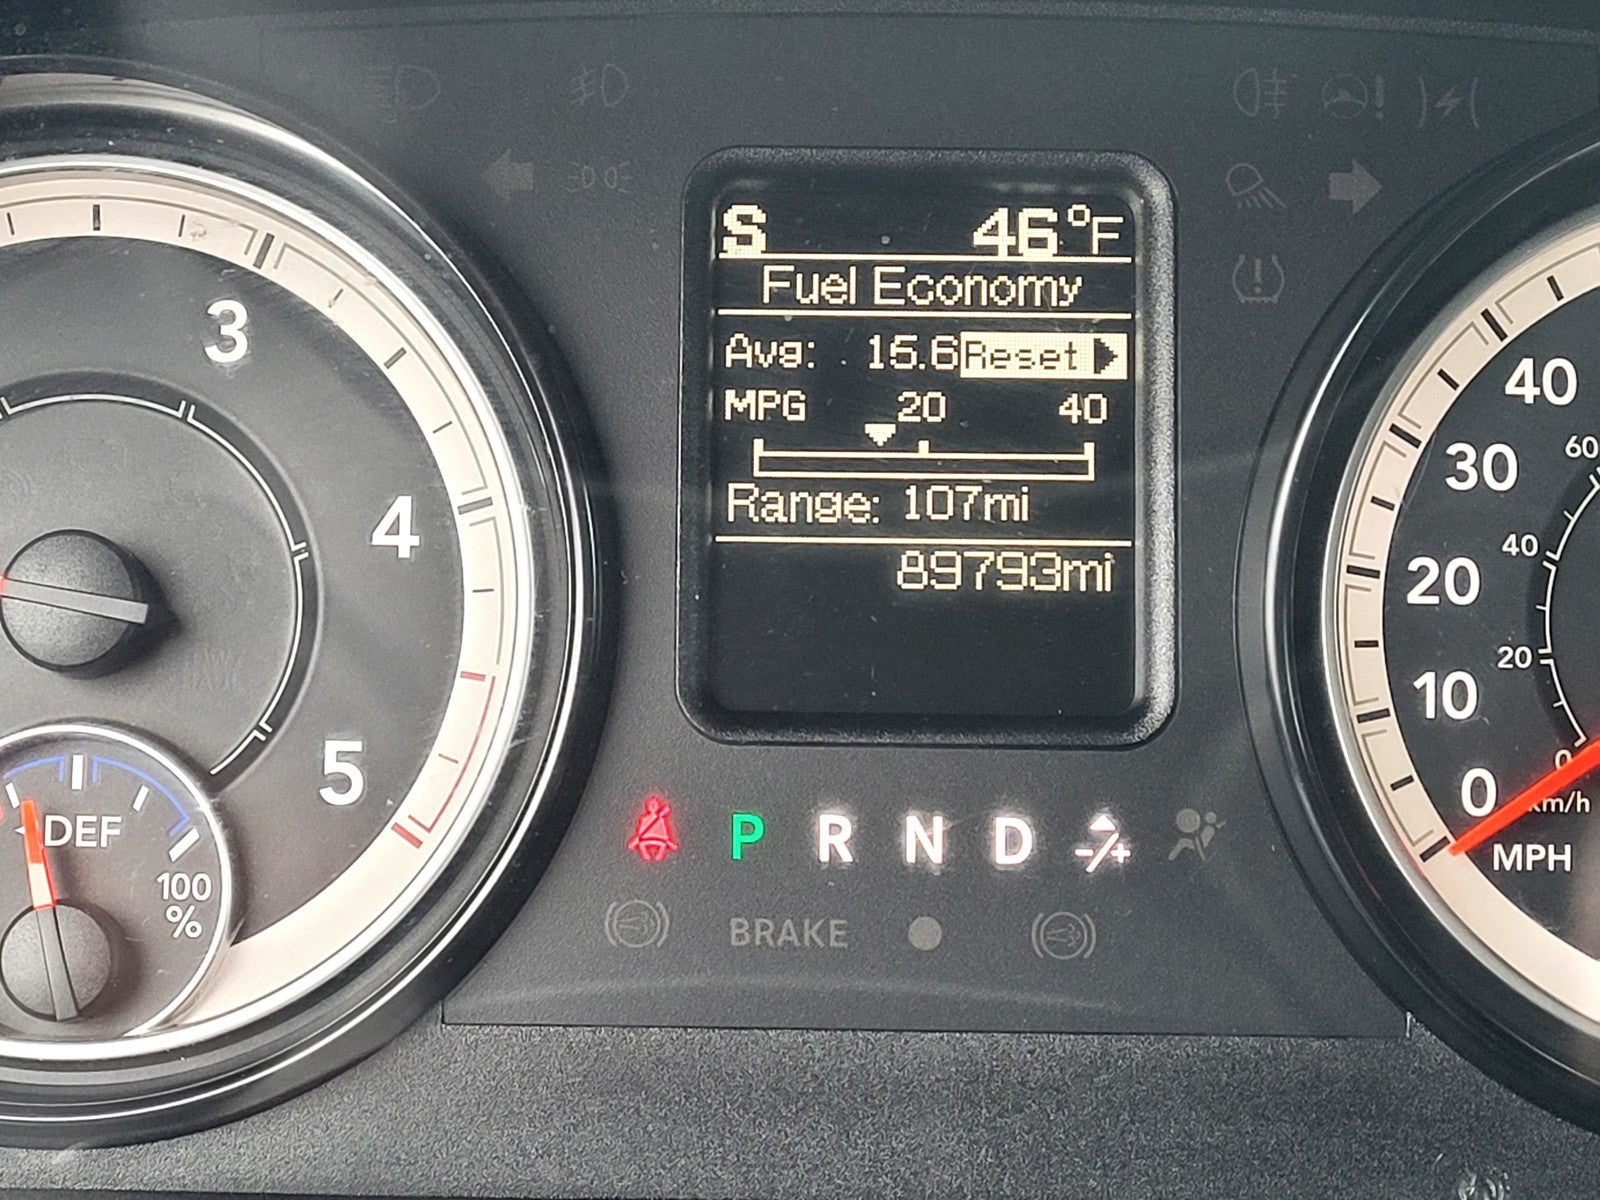 S 46°F
Fuel Economy
Avg: 15.6 Reset
MPG 20 40
Range: 107mi
89793mi
3
4
5
DEF
100
%
P R N D -/+
BRAKE
40
30
20
10
0
MPH
60
40
20
0
km/h